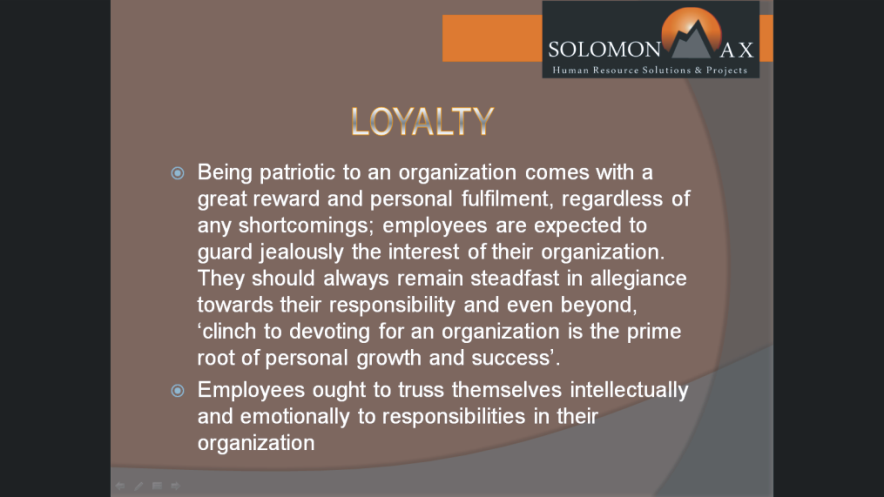 SOLOMON AX
Human Resource Solutions & Projects
LOYALTY
Being patriotic to an organization comes with a
great reward and personal fulfilment, regardless of
any shortcomings; employees are expected to
guard jealously the interest of their organization.
They should always remain steadfast in allegiance
towards their responsibility and even beyond,
‘clinch to devoting for an organization is the prime
root of personal growth and success’.
Employees ought to truss themselves intellectually
and emotionally to responsibilities in their
organization